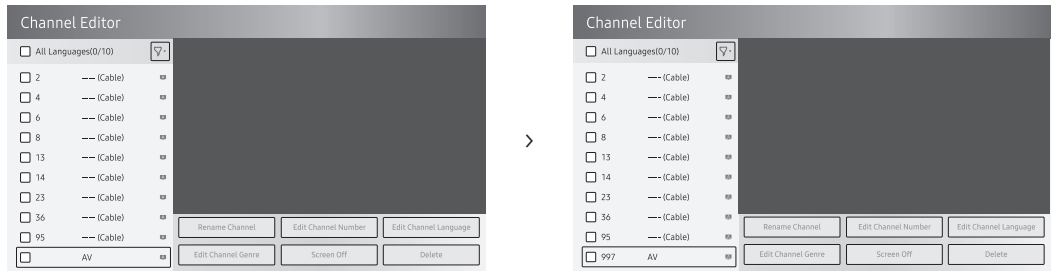 Channel Editor
All Languages(0/10)
2 –– (Cable)
4 –– (Cable)
6 –– (Cable)
8 –– (Cable)
13 –– (Cable)
14 –– (Cable)
23 –– (Cable)
36 –– (Cable)
95 –– (Cable)
AV
Rename Channel Edit Channel Number Edit Channel Language
Edit Channel Genre Screen Off Delete
>
Channel Editor
All Languages(0/10)
2 –- (Cable)
4 –- (Cable)
6 –- (Cable)
8 –- (Cable)
13 –- (Cable)
14 –- (Cable)
23 –- (Cable)
36 –- (Cable)
95 –- (Cable)
997 AV
Rename Channel Edit Channel Number Edit Channel Language
Edit Channel Genre Screen Off Delete